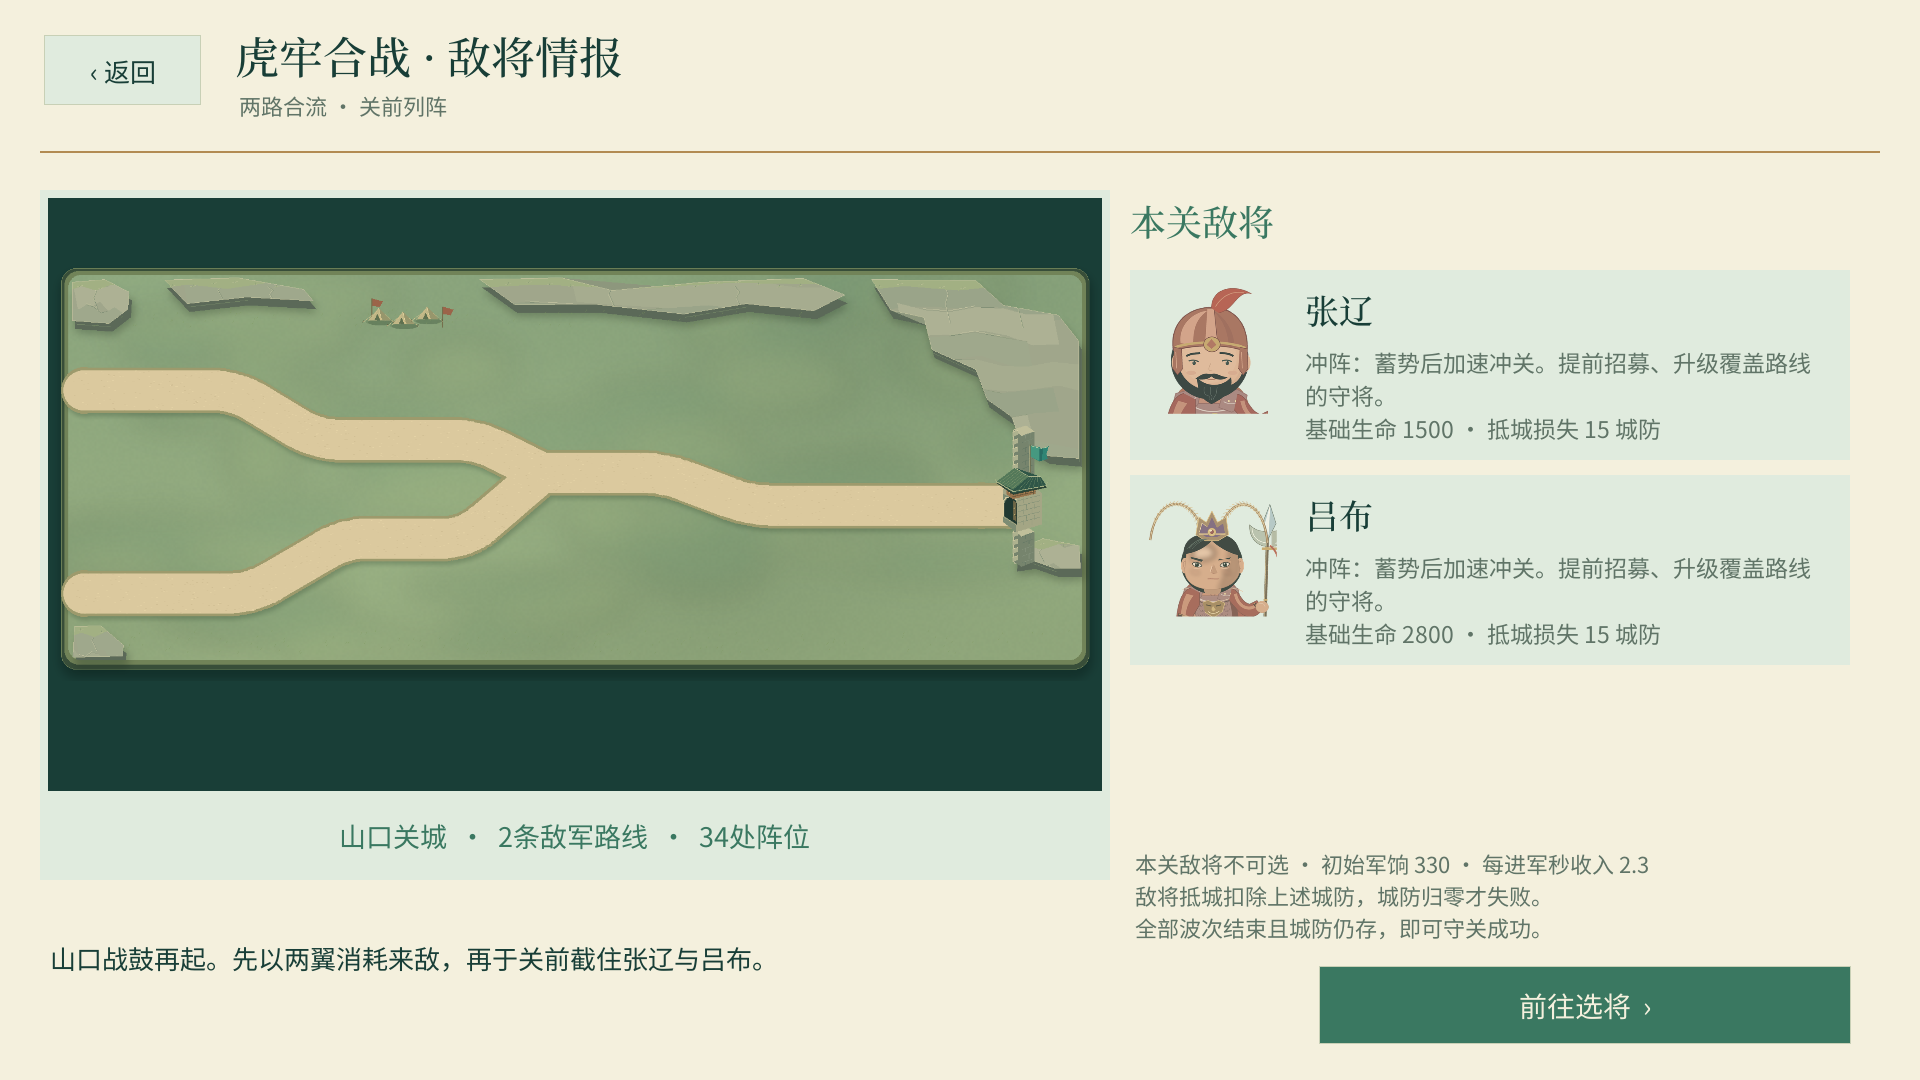 ‹ 返回
虎牢合战 · 敌将情报
两路合流 · 关前列阵
本关敌将
张辽
冲阵：蓄势后加速冲关。提前招募、升级覆盖路线
的守将。
基础生命 1500 · 抵城损失 15 城防
吕布
冲阵：蓄势后加速冲关。提前招募、升级覆盖路线
的守将。
基础生命 2800 · 抵城损失 15 城防
山口关城 · 2条敌军路线 · 34处阵位
本关敌将不可选 · 初始军饷 330 · 每进军秒收入 2.3
敌将抵城扣除上述城防，城防归零才失败。
全部波次结束且城防仍存，即可守关成功。
山口战鼓再起。先以两翼消耗来敌，再于关前截住张辽与吕布。
前往选将 ›